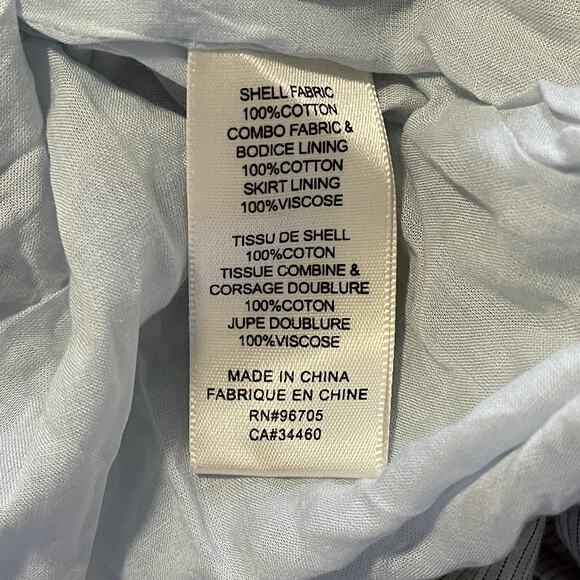 SHELL FABRIC
100%COTTON
COMBO FABRIC &
BODICE LINING
100%COTTON
SKIRT LINING
100%VISCOSE
TISSU DE SHELL
100%COTON
TISSUE COMBINE &
CORSAGE DOUBLURE
100%COTON
JUPE DOUBLURE
100%VISCOSE
MADE IN CHINA
FABRIQUE EN CHINE
RN#96705
CA#34460